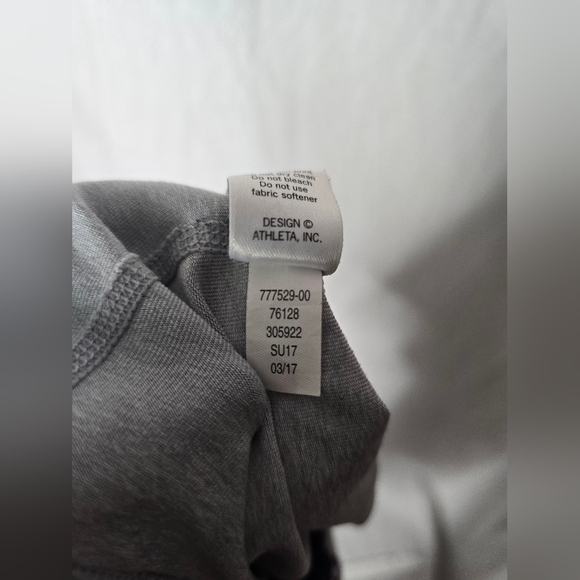 Do not bleach
Do not use
fabric softener
DESIGN ©
ATHLETA, INC.
777529-00
76128
305922
SU17
03/17